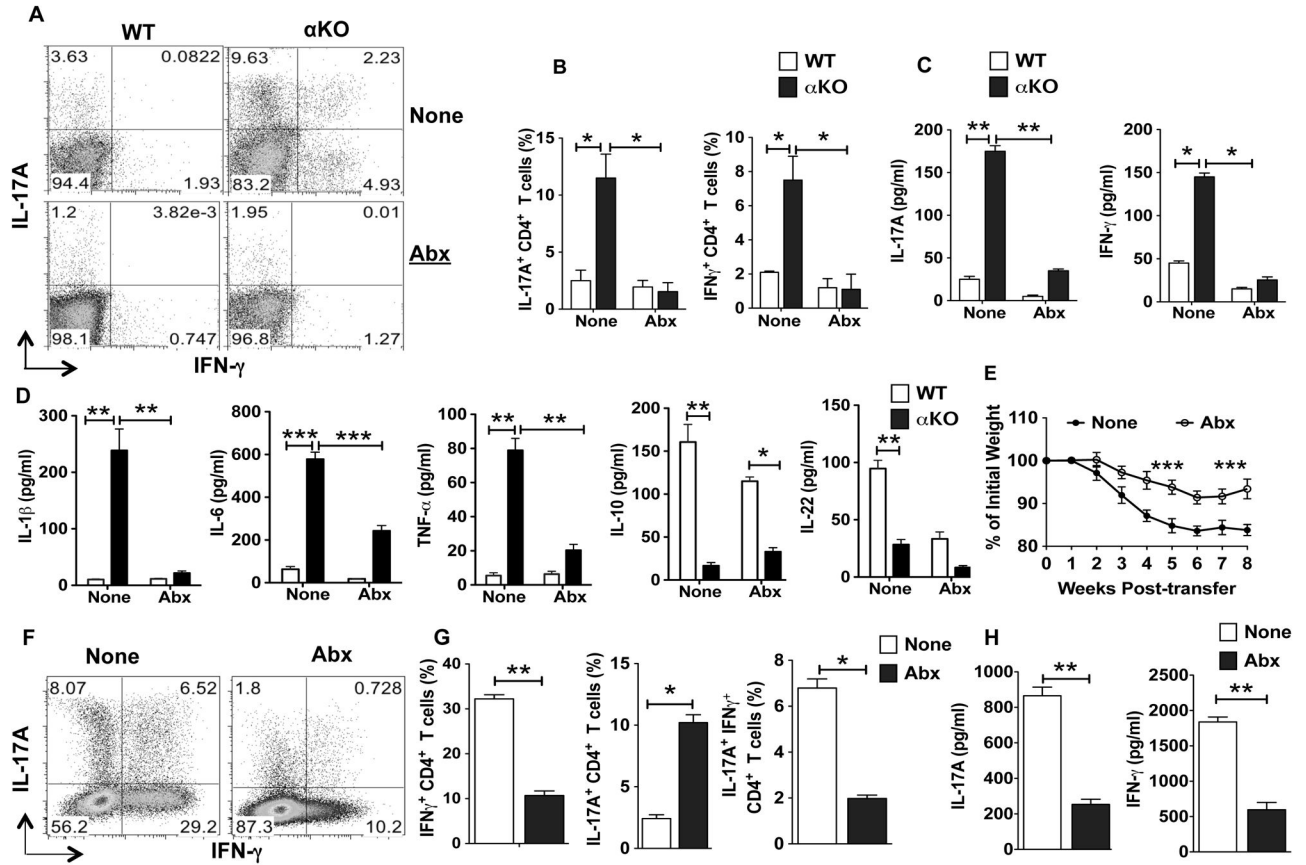 A
WT
αKO
3.63
0.0822
94.4
1.93
9.63
2.23
83.2
4.93
None
1.2
3.82e-3
98.1
0.747
1.95
0.01
96.8
1.27
Abx
IL-17A
IFN-γ
B
WT
αKO
IL-17A+ CD4+ T cells (%)
15
10
5
0
* *
None Abx
IFNγ+ CD4+ T cells (%)
10
8
6
4
2
0
* *
None Abx
C
WT
αKO
IL-17A (pg/ml)
200
150
100
50
0
** **
None Abx
IFN-γ (pg/ml)
200
150
100
50
0
* *
None Abx
D
WT
αKO
IL-1β (pg/ml)
300
200
100
0
** **
None Abx
IL-6 (pg/ml)
600
400
200
0
*** ***
None Abx
TNF-α (pg/ml)
100
80
60
40
20
0
** **
None Abx
IL-10 (pg/ml)
200
150
100
50
0
** *
None Abx
IL-22 (pg/ml)
150
100
50
0
**
None Abx
E
None Abx
% of Initial Weight
110
100
90
80
*** ***
0 1 2 3 4 5 6 7 8
Weeks Post-transfer
F
None
Abx
8.07
6.52
56.2
29.2
1.8
0.728
87.3
10.2
IL-17A
IFN-γ
G
None
Abx
IFNγ+ CD4+ T cells (%)
40
30
20
10
0
**
IL-17A+ CD4+ T cells (%)
15
10
5
0
*
IL-17A+ IFNγ+
CD4+ T cells (%)
8
6
4
2
0
*
H
None
Abx
IL-17A (pg/ml)
1000
800
600
400
200
0
**
IFN-γ (pg/ml)
2500
2000
1500
1000
500
0
**